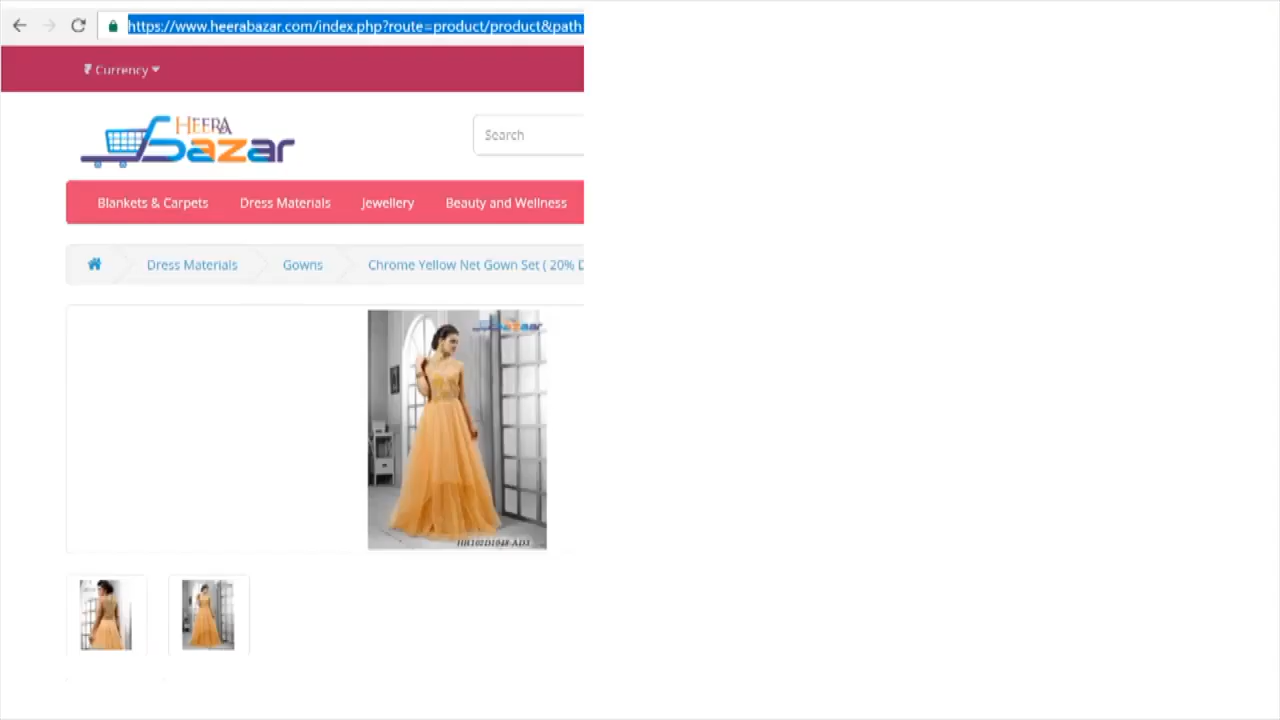 https://www.heerabazar.com/index.php?route=product/product&path
₹ Currency
HEERA
bazar
Search
Blankets & Carpets Dress Materials Jewellery Beauty and Wellness
Dress Materials Gowns Chrome Yellow Net Gown Set ( 20% D
bazaar